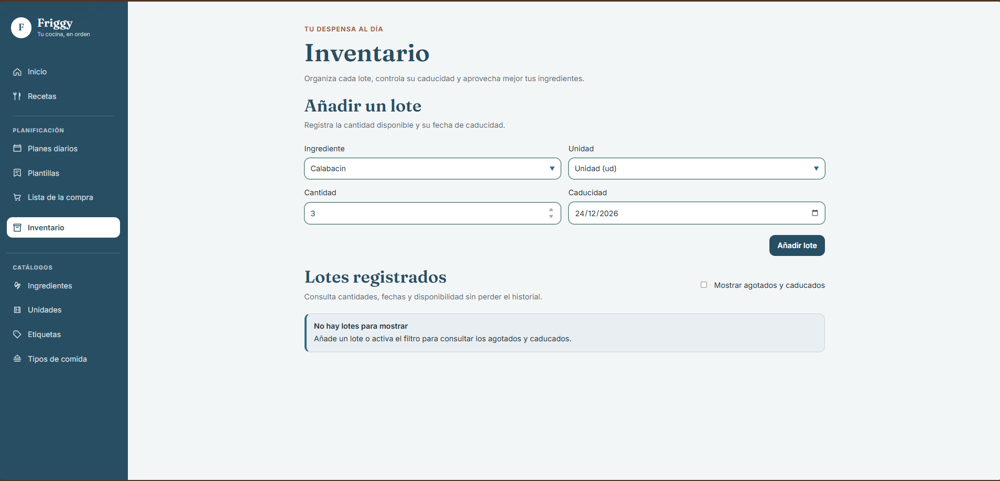 F
Friggy
Tu cocina, en orden
Inicio
Recetas
PLANIFICACIÓN
Planes diarios
Plantillas
Lista de la compra
Inventario
CATÁLOGOS
Ingredientes
Unidades
Etiquetas
Tipos de comida
TU DESPENSA AL DÍA
Inventario
Organiza cada lote, controla su caducidad y aprovecha mejor tus ingredientes.
Añadir un lote
Registra la cantidad disponible y su fecha de caducidad.
Ingrediente
Calabacín
Unidad
Unidad (ud)
Cantidad
3
Caducidad
24/12/2026
Añadir lote
Lotes registrados
Consulta cantidades, fechas y disponibilidad sin perder el historial.
Mostrar agotados y caducados
No hay lotes para mostrar
Añade un lote o activa el filtro para consultar los agotados y caducados.